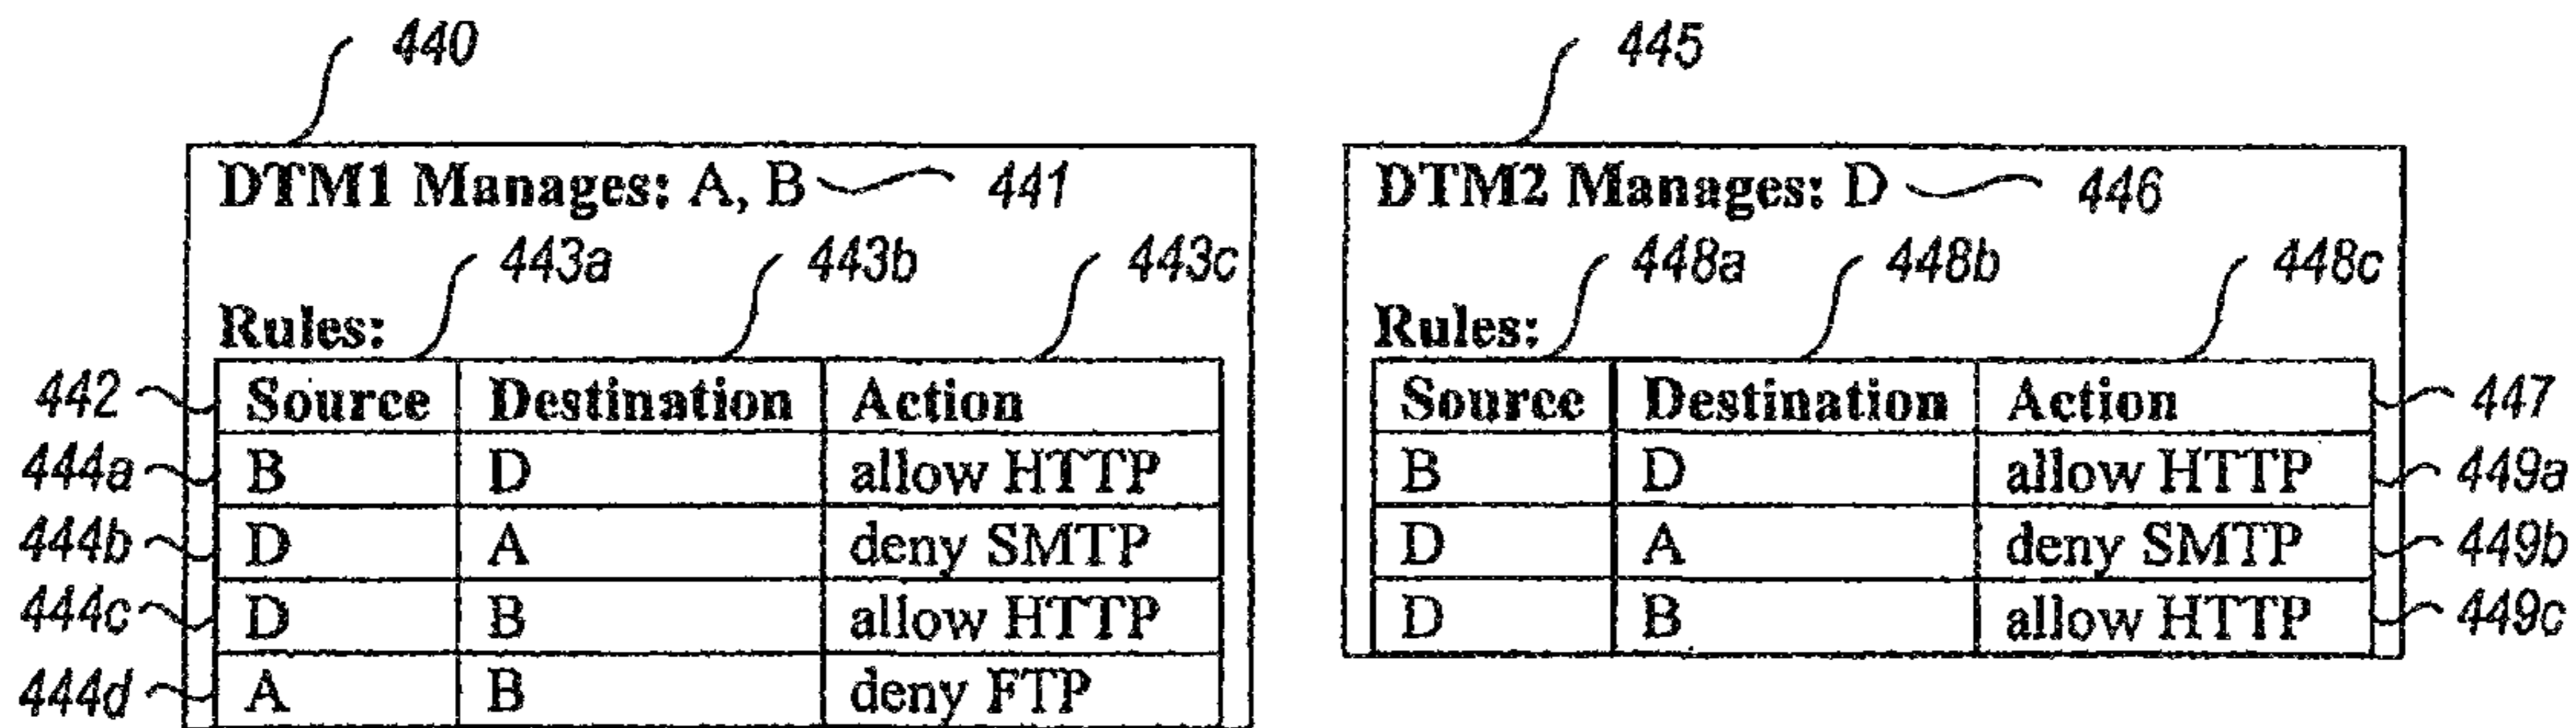 440 445
DTM1 Manages: A, B 441 DTM2 Manages: D 446
443a 443b 443c 448a 448b 448c
Rules: Rules:
442 Source Destination Action Source Destination Action 447
444a B D allow HTTP B D allow HTTP 449a
444b D A deny SMTP D A deny SMTP 449b
444c D B allow HTTP D B allow HTTP 449c
444d A B deny FTP